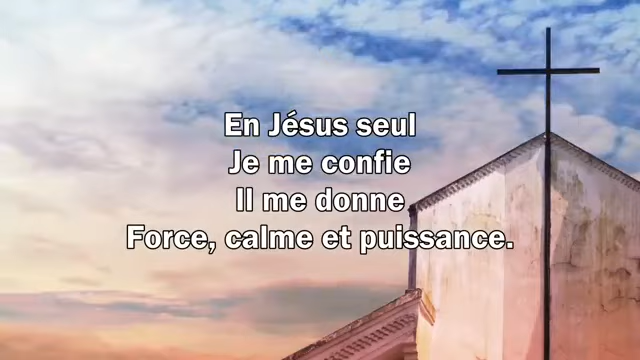 En Jésus seul
Je me confie
Il me donne
Force, calme et puissance.